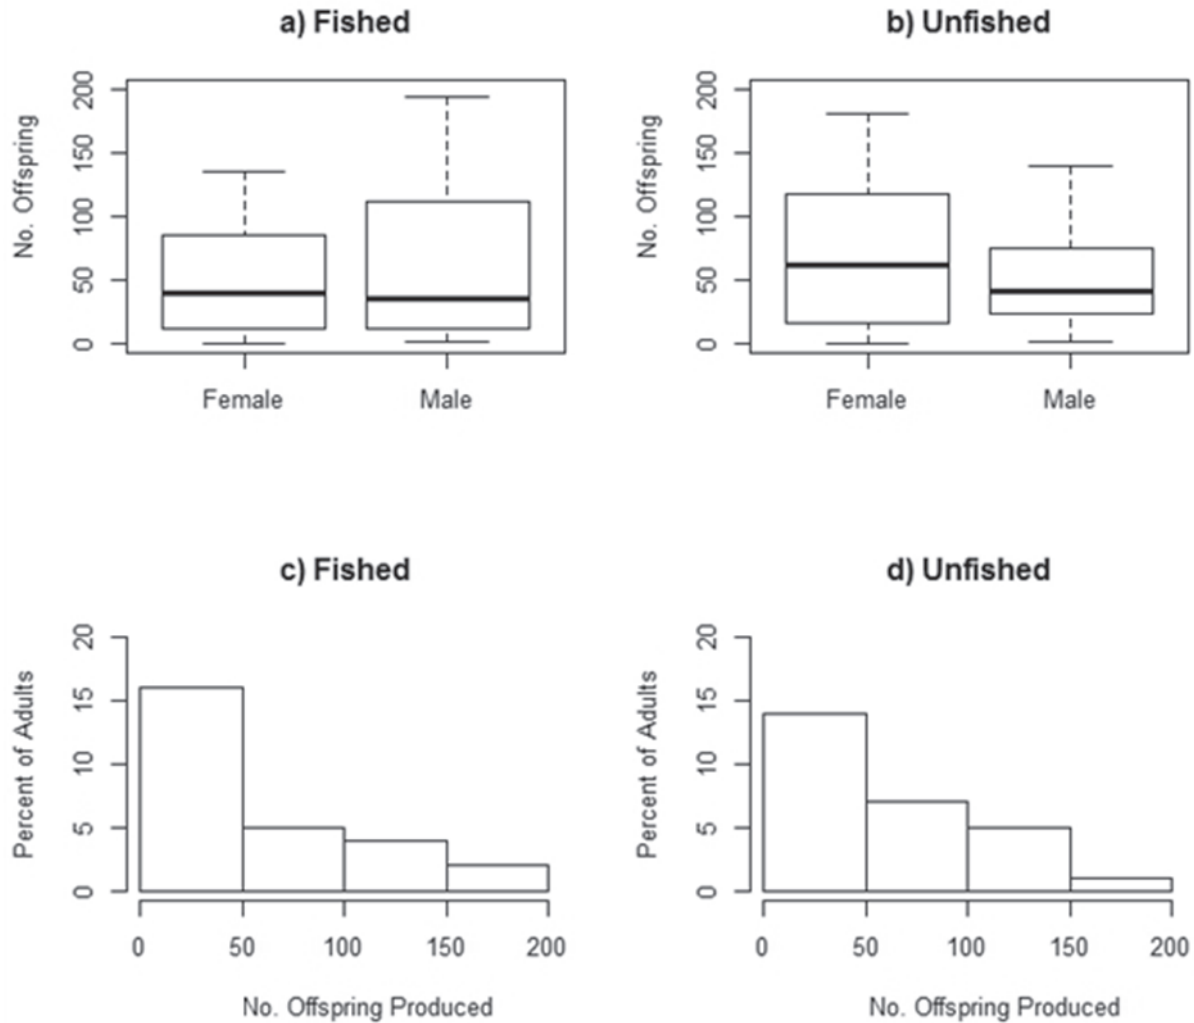 a) Fished
No. Offspring
200
150
100
50
0
Female Male
b) Unfished
No. Offspring
200
150
100
50
0
Female Male
c) Fished
Percent of Adults
20
15
10
5
0
0 50 100 150 200
No. Offspring Produced
d) Unfished
Percent of Adults
20
15
10
5
0
0 50 100 150 200
No. Offspring Produced